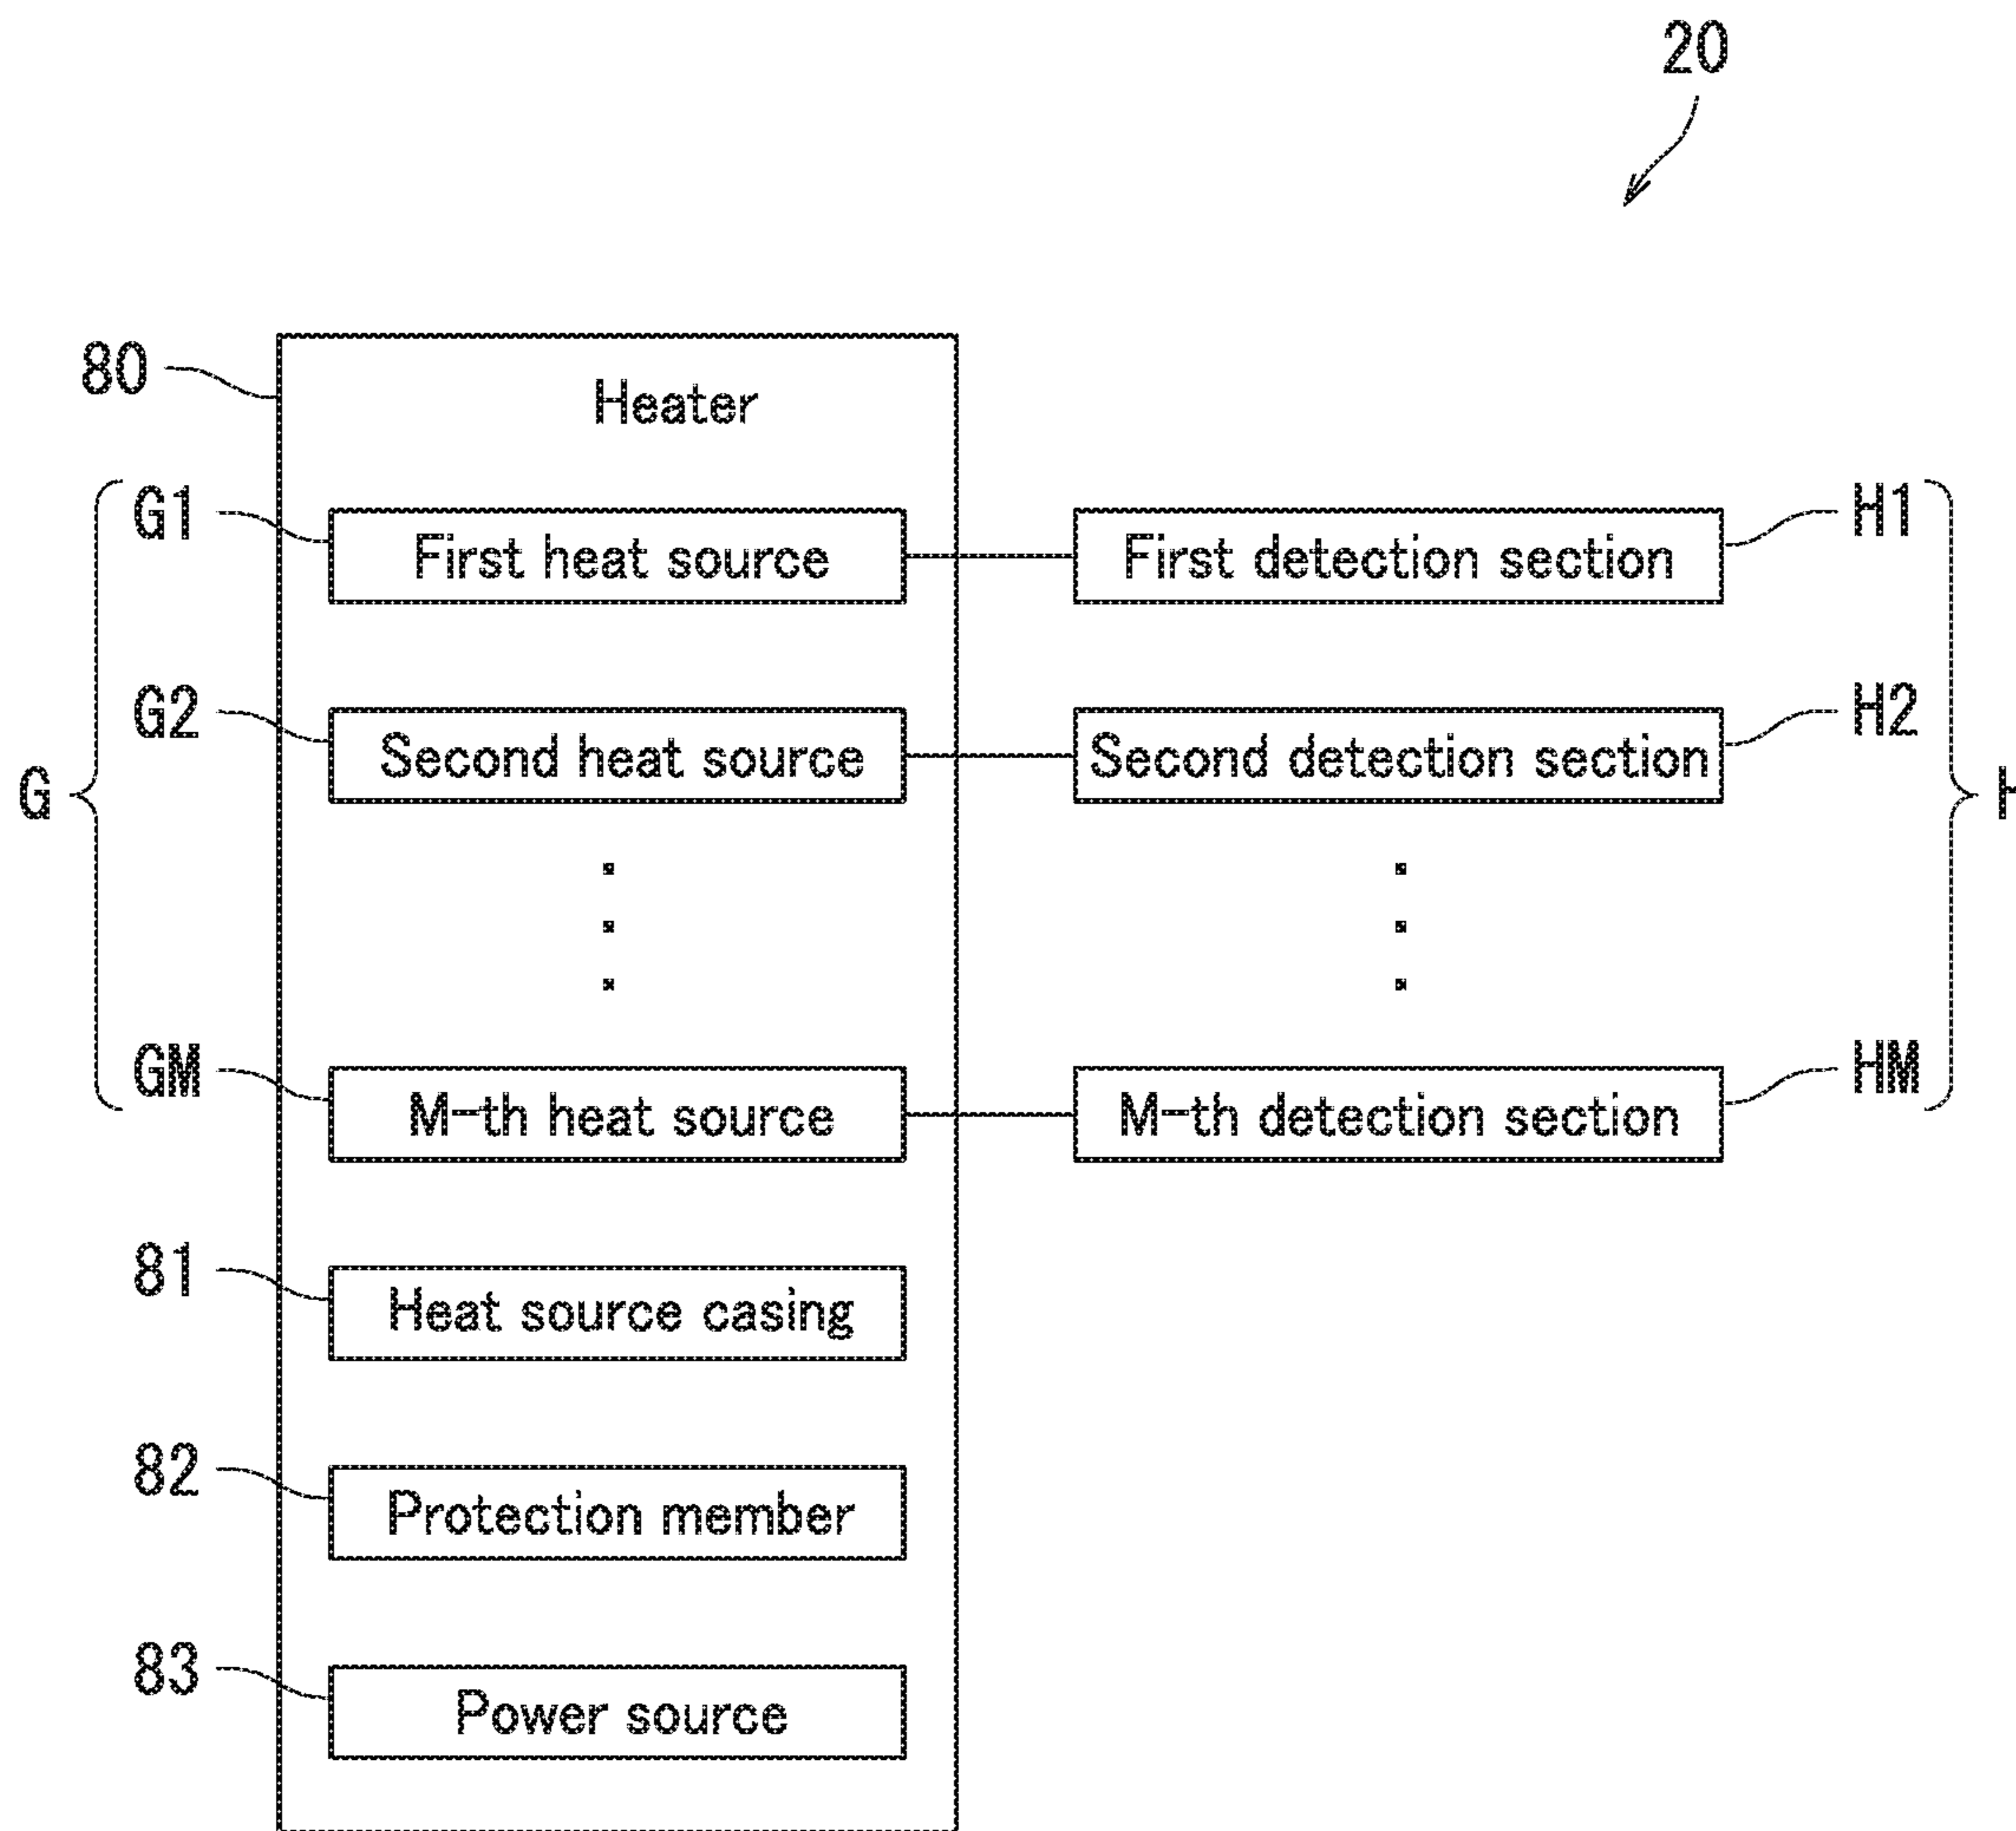 20
80
Heater
G1
First heat source
First detection section
H1
G2
Second heat source
Second detection section
H2
G
H
GM
M-th heat source
M-th detection section
HM
81
Heat source casing
82
Protection member
83
Power source